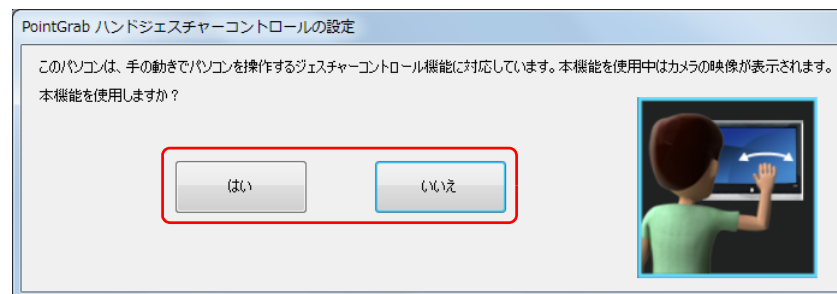 PointGrab ハンドジェスチャーコントロールの設定
このパソコンは、手の動きでパソコンを操作するジェスチャーコントロール機能に対応しています。本機能を使用中はカメラの映像が表示されます。
本機能を使用しますか？
はい
いいえ